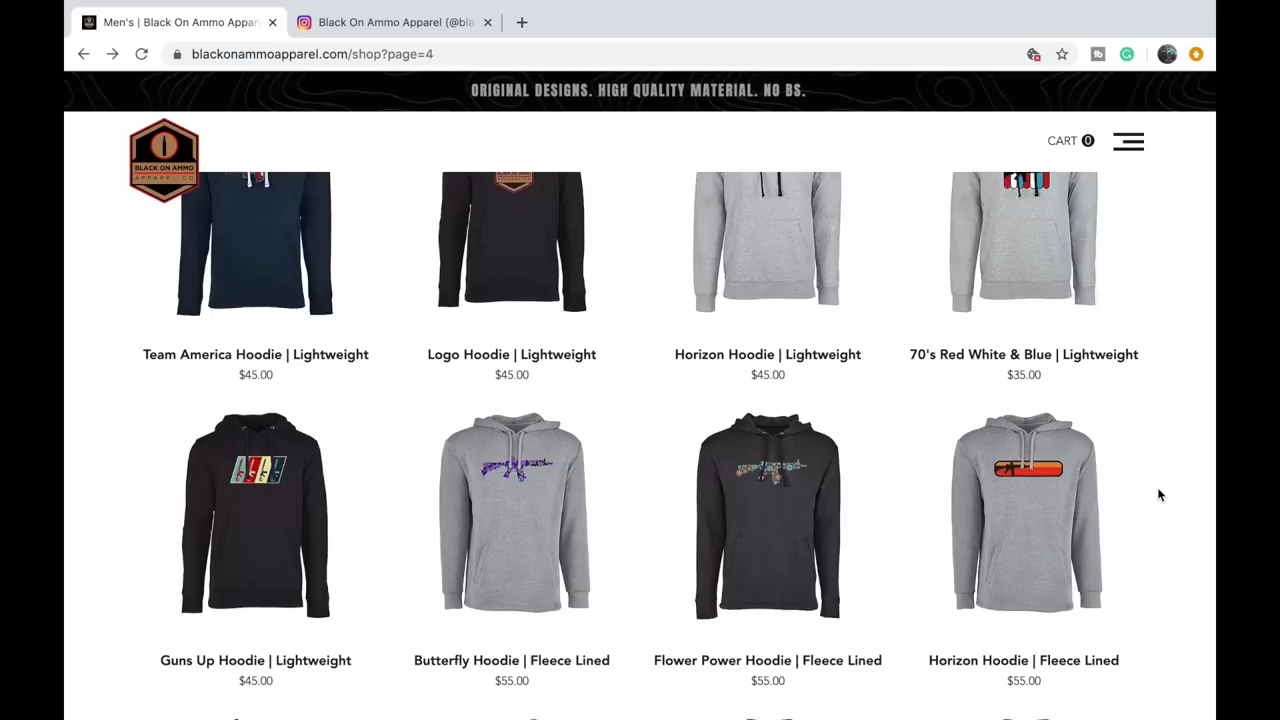 Men's | Black On Ammo Appar
Black On Ammo Apparel (@bla
blackonammoapparel.com/shop?page=4
ORIGINAL DESIGNS. HIGH QUALITY MATERIAL. NO BS.
BLACK ON AMMO
APPAREL CO
CART 0
Team America Hoodie | Lightweight
$45.00
Logo Hoodie | Lightweight
$45.00
Horizon Hoodie | Lightweight
$45.00
70's Red White & Blue | Lightweight
$35.00
Guns Up Hoodie | Lightweight
$45.00
Butterfly Hoodie | Fleece Lined
$55.00
Flower Power Hoodie | Fleece Lined
$55.00
Horizon Hoodie | Fleece Lined
$55.00